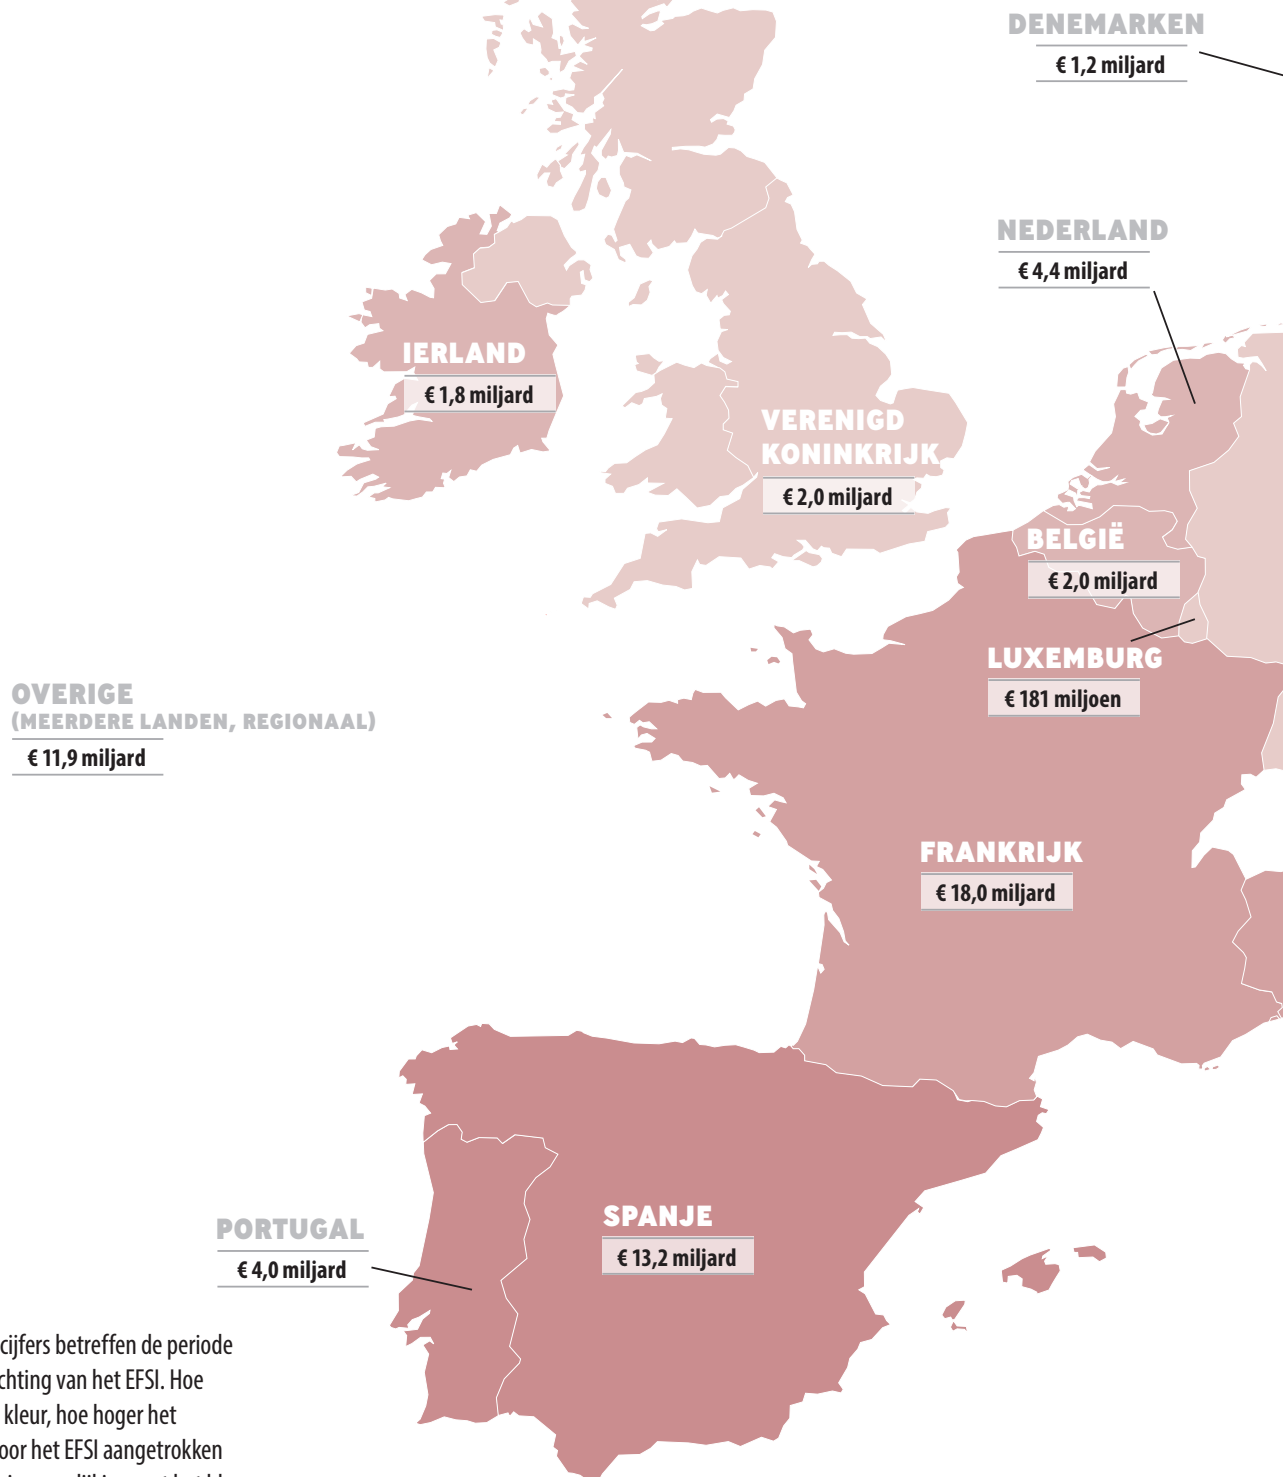 DENEMARKEN
€ 1,2 miljard
NEDERLAND
€ 4,4 miljard
IERLAND
€ 1,8 miljard
VERENIGD
KONINKRIJK
€ 2,0 miljard
BELGIË
€ 2,0 miljard
LUXEMBURG
€ 181 miljoen
OVERIGE
(MEERDERE LANDEN, REGIONAAL)
€ 11,9 miljard
FRANKRIJK
€ 18,0 miljard
SPANJE
€ 13,2 miljard
PORTUGAL
€ 4,0 miljard
cijfers betreffen de periode
chting van het EFSI. Hoe
kleur, hoe hoger het
oor het EFSI aangetrokken